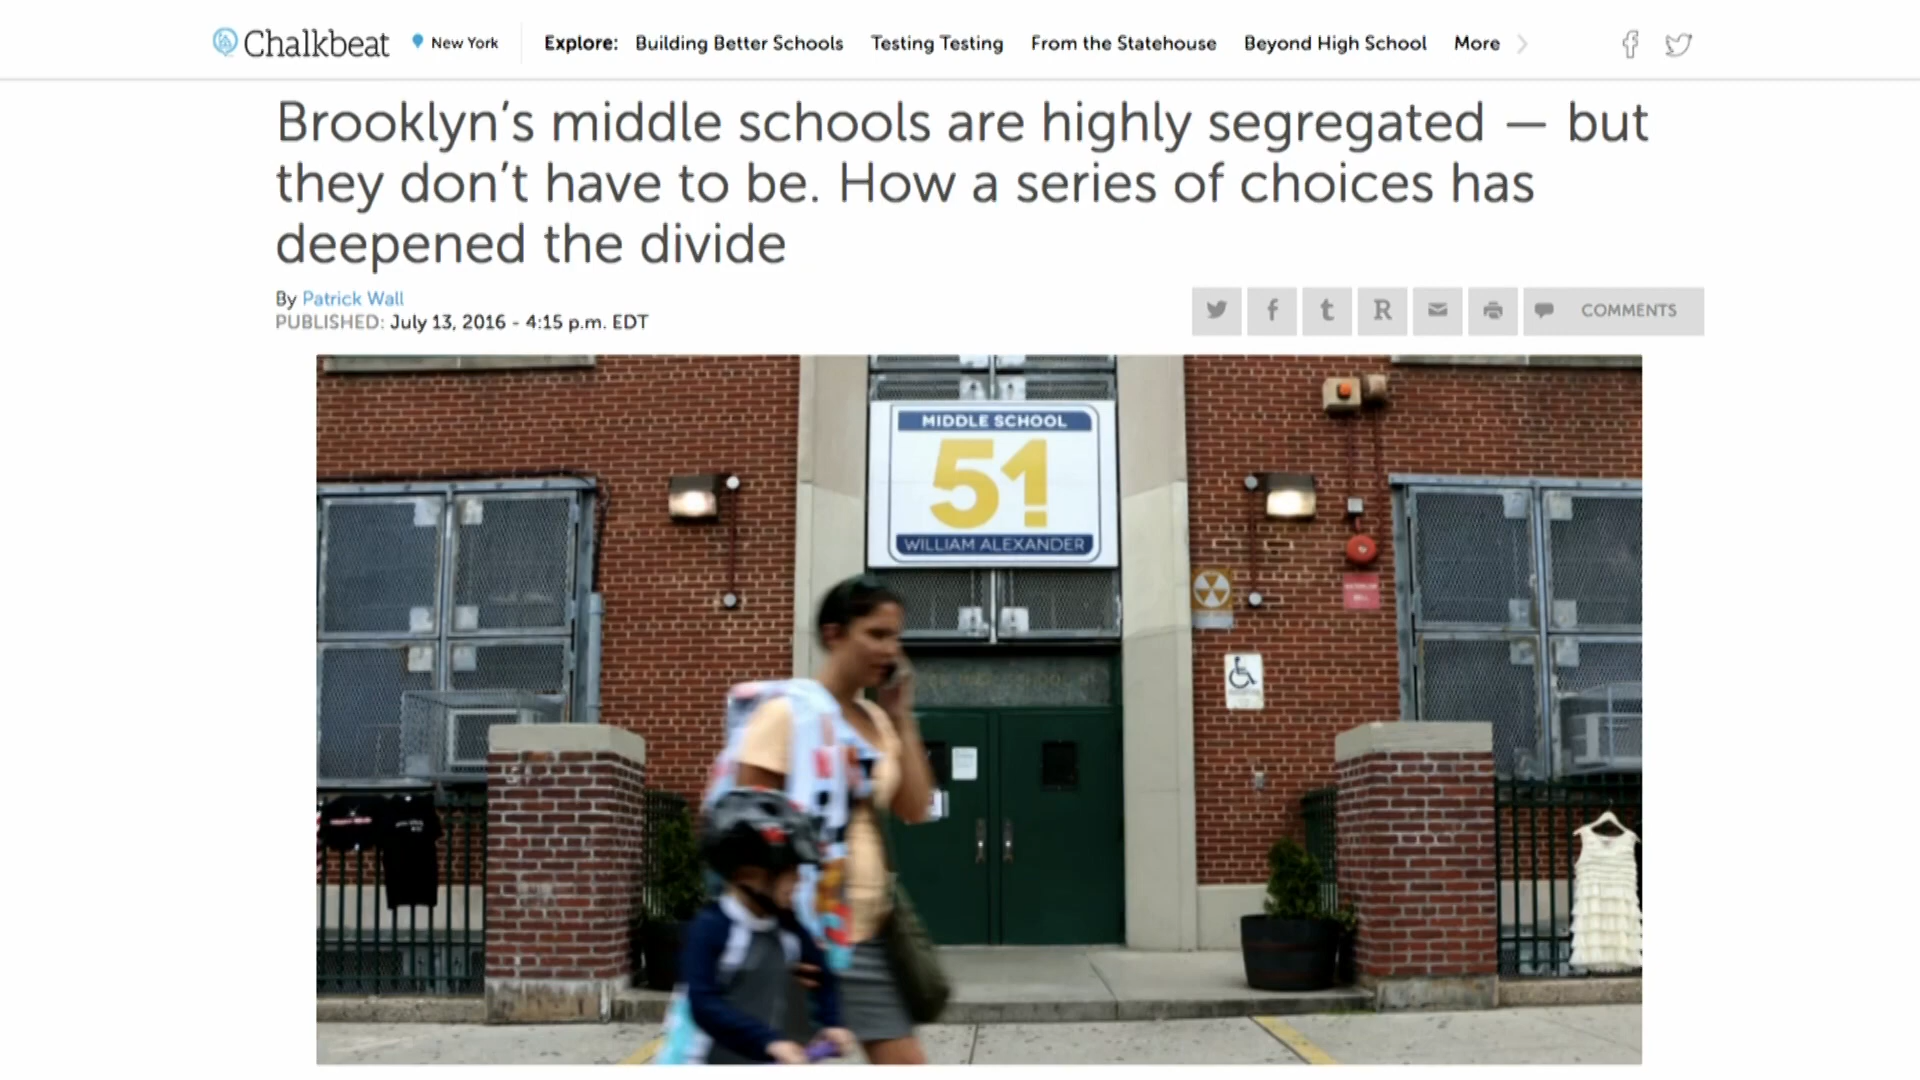 Chalkbeat New York Explore: Building Better Schools Testing Testing From the Statehouse Beyond High School More
Brooklyn’s middle schools are highly segregated — but
they don’t have to be. How a series of choices has
deepened the divide
By Patrick Wall
PUBLISHED: July 13, 2016 - 4:15 p.m. EDT
COMMENTS
MIDDLE SCHOOL
51
WILLIAM ALEXANDER